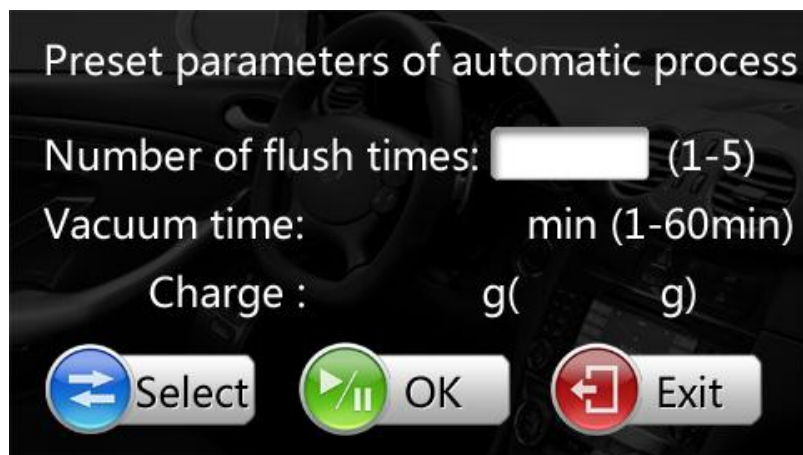 Preset parameters of automatic process
Number of flush times: (1-5)
Vacuum time: min (1-60min)
Charge : g( g)
Select OK Exit